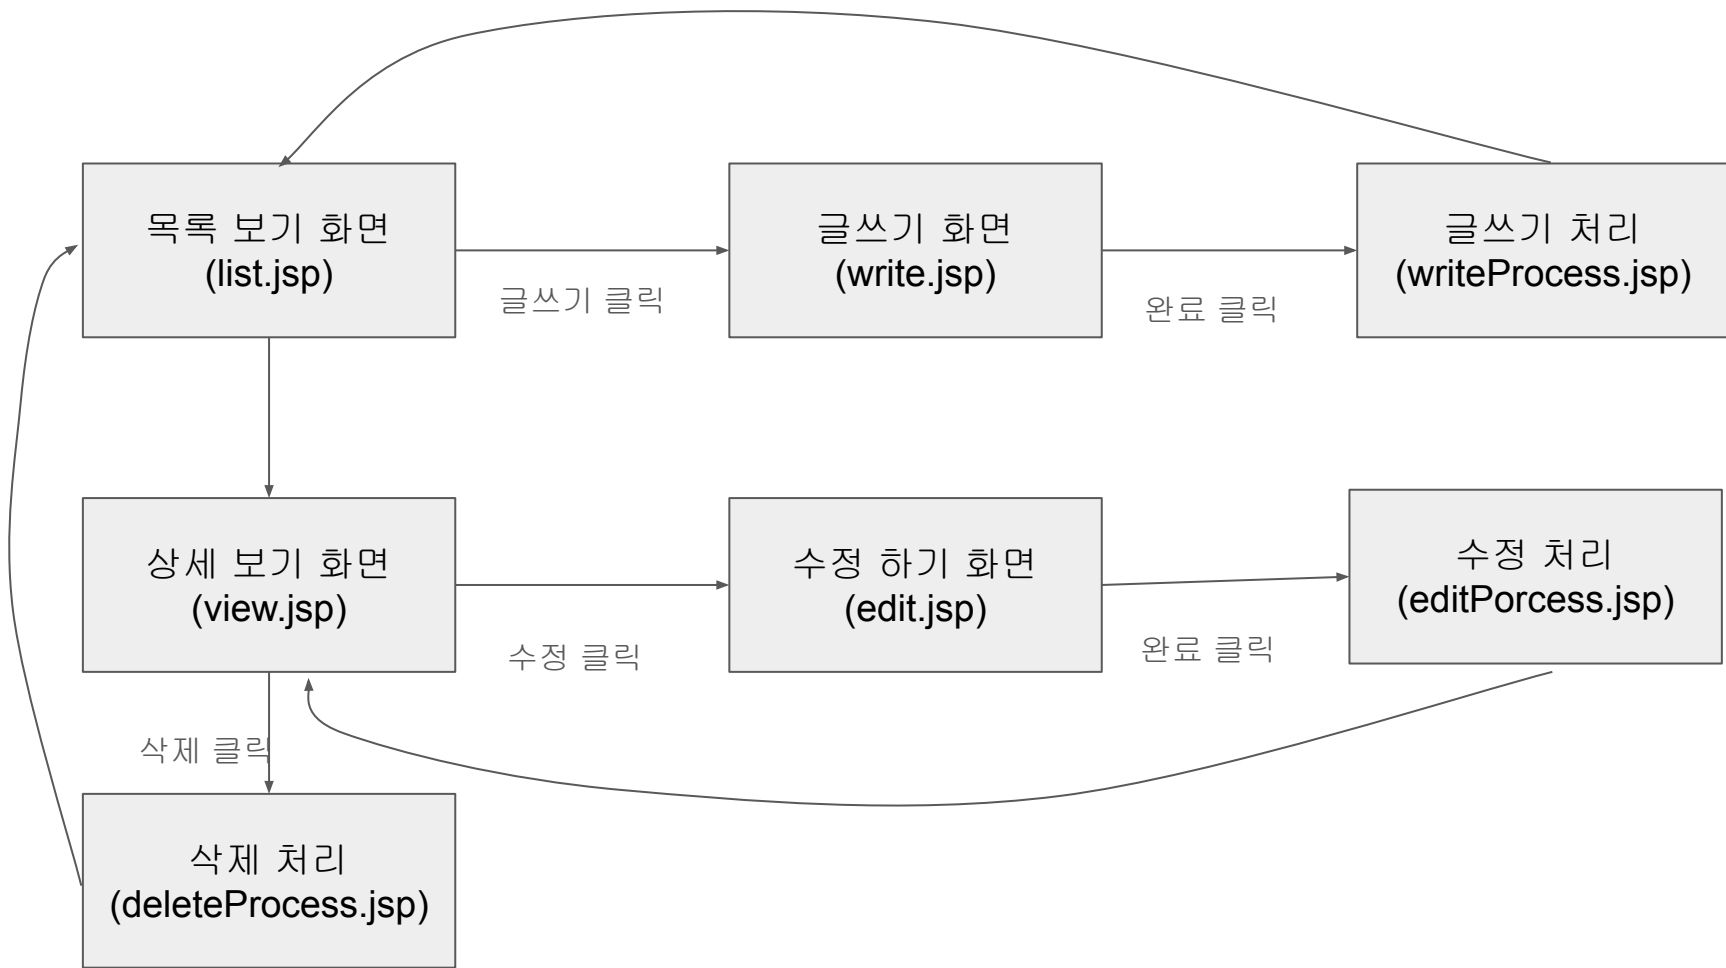 목록 보기 화면
(list.jsp)
글쓰기 클릭
글쓰기 화면
(write.jsp)
완료 클릭
글쓰기 처리
(writeProcess.jsp)
상세 보기 화면
(view.jsp)
수정 클릭
수정 하기 화면
(edit.jsp)
완료 클릭
수정 처리
(editPorcess.jsp)
삭제 클릭
삭제 처리
(deleteProcess.jsp)